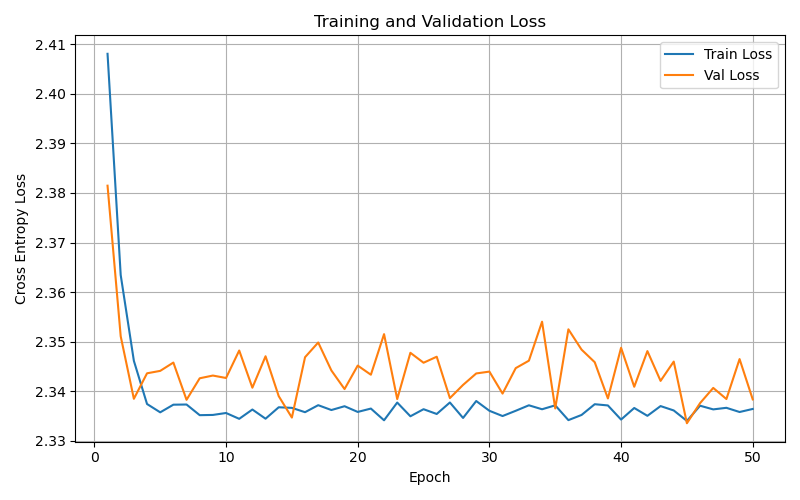 Training and Validation Loss
Train Loss
Val Loss
Cross Entropy Loss
2.41
2.40
2.39
2.38
2.37
2.36
2.35
2.34
2.33
0 10 20 30 40 50
Epoch